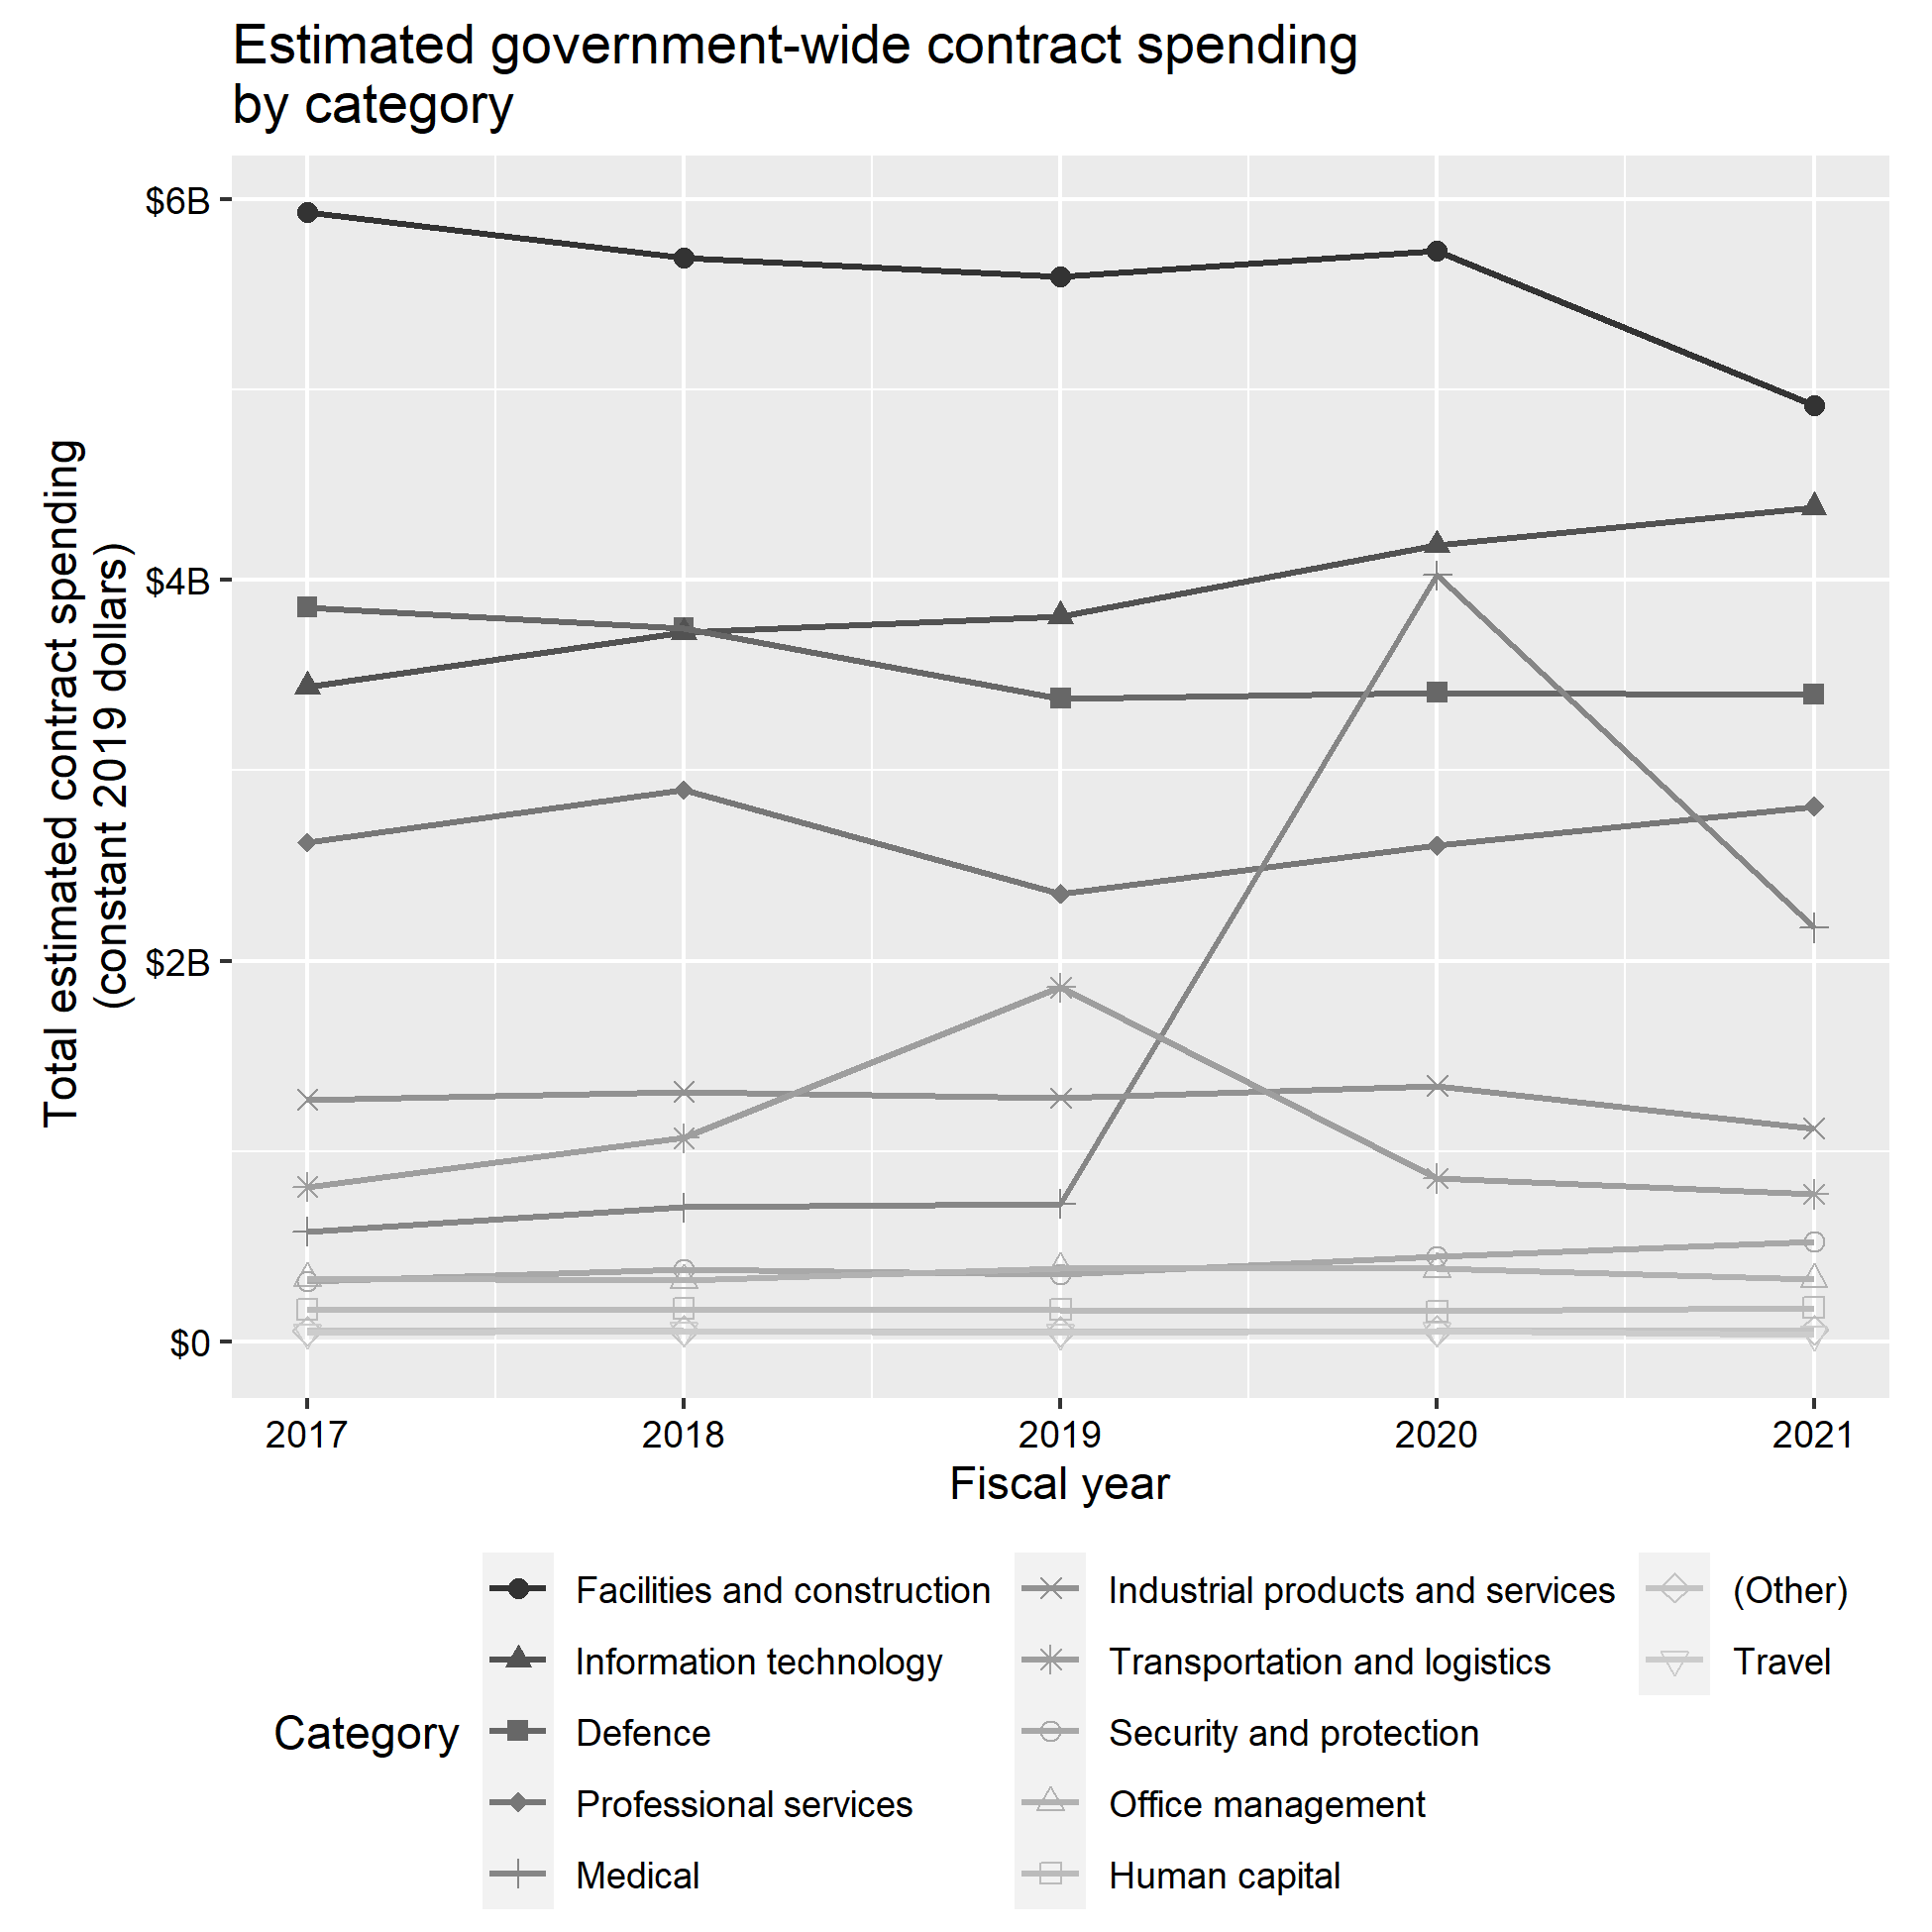 Estimated government-wide contract spending
by category
Total estimated contract spending
(constant 2019 dollars)
$6B
$4B
$2B
$0
2017 2018 2019 2020 2021
Fiscal year
Category
Facilities and construction
Information technology
Defence
Professional services
Medical
Industrial products and services
Transportation and logistics
Security and protection
Office management
Human capital
(Other)
Travel